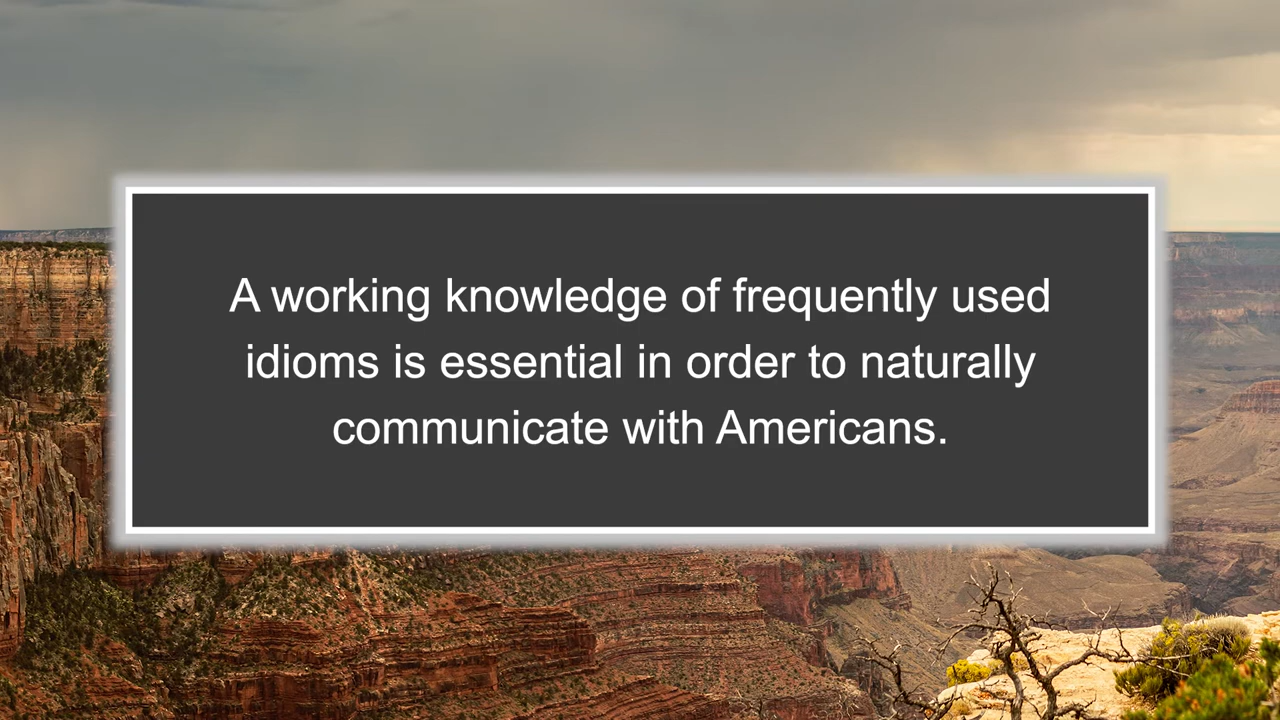 A working knowledge of frequently used
idioms is essential in order to naturally
communicate with Americans.